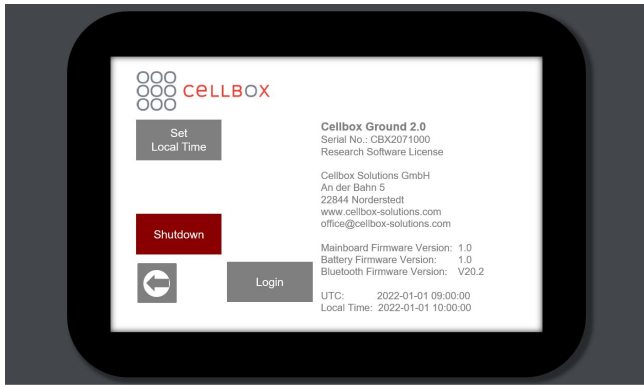 cellbox
Set
Local Time
Shutdown
Login
Cellbox Ground 2.0
Serial No.: CBX2071000
Research Software License
Cellbox Solutions GmbH
An der Bahn 5
22844 Norderstedt
www.cellbox-solutions.com
office@cellbox-solutions.com
Mainboard Firmware Version: 1.0
Battery Firmware Version: 1.0
Bluetooth Firmware Version: V20.2
UTC: 2022-01-01 09:00:00
Local Time: 2022-01-01 10:00:00